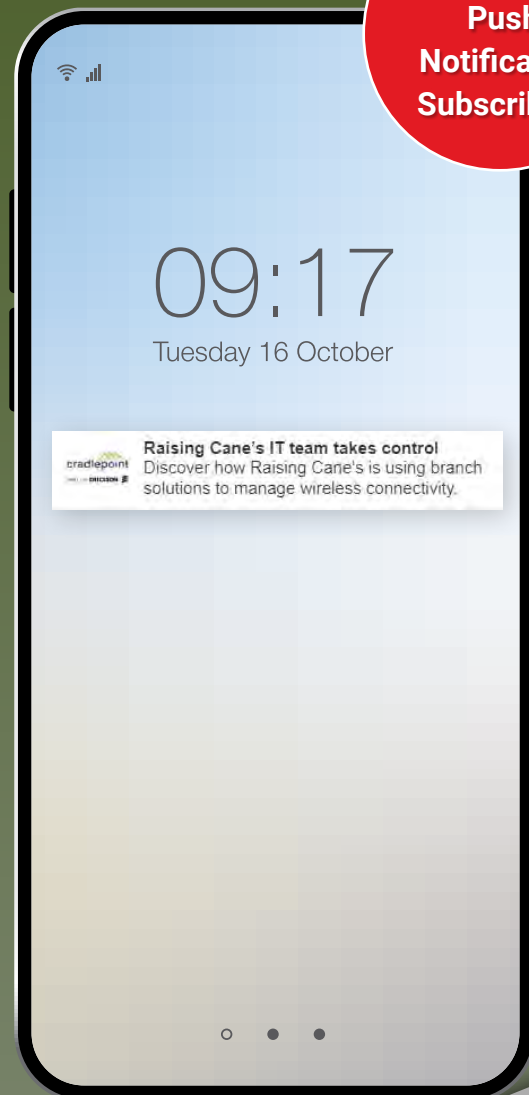 Push
Notifica
Subscri
09:17
Tuesday 16 October
cradlepoint
ERICSSON
Raising Cane's IT team takes control
Discover how Raising Cane's is using branch
solutions to manage wireless connectivity.